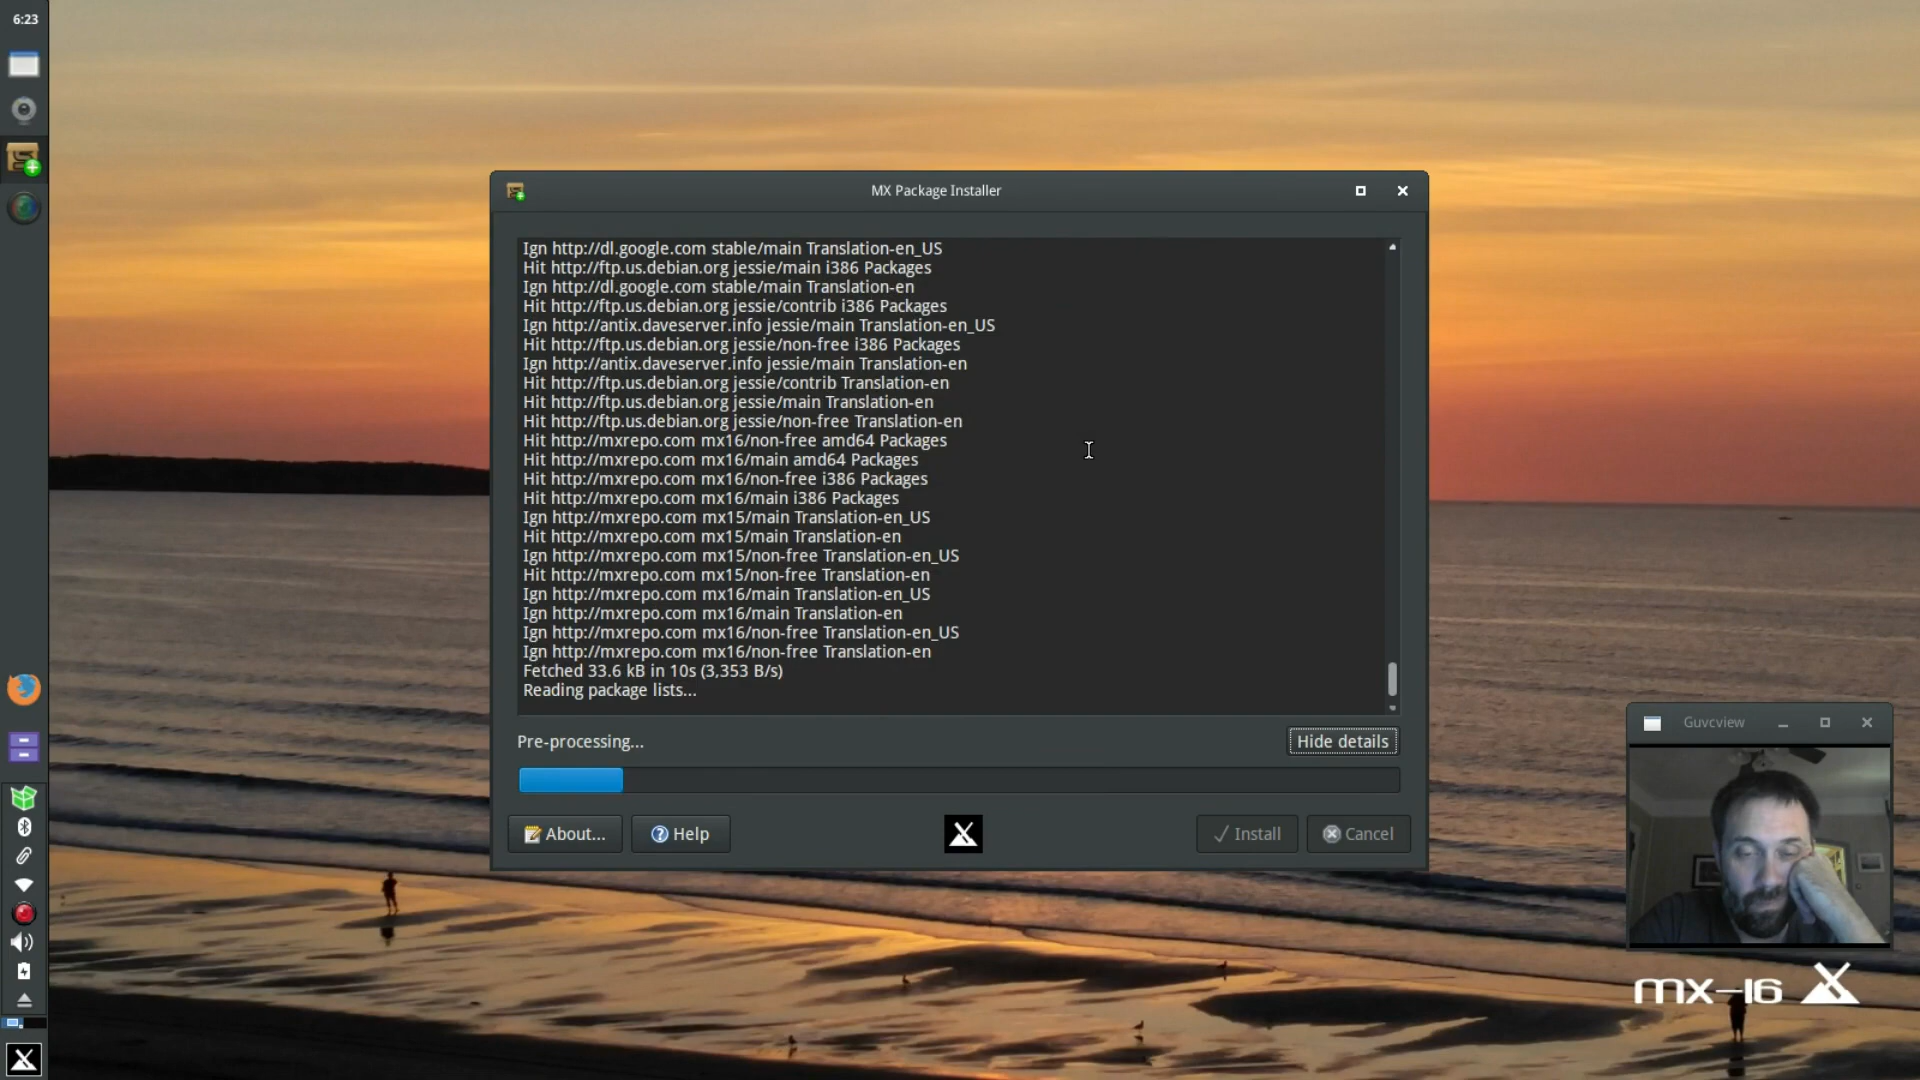 6:23
MX Package Installer
Ign http://dl.google.com stable/main Translation-en_US
Hit http://ftp.us.debian.org jessie/main i386 Packages
Ign http://dl.google.com stable/main Translation-en
Hit http://ftp.us.debian.org jessie/contrib i386 Packages
Ign http://antix.daveserver.info jessie/main Translation-en_US
Hit http://ftp.us.debian.org jessie/non-free i386 Packages
Ign http://antix.daveserver.info jessie/main Translation-en
Hit http://ftp.us.debian.org jessie/contrib Translation-en
Hit http://ftp.us.debian.org jessie/main Translation-en
Hit http://ftp.us.debian.org jessie/non-free Translation-en
Hit http://mxrepo.com mx16/non-free amd64 Packages
Hit http://mxrepo.com mx16/main amd64 Packages
Hit http://mxrepo.com mx16/non-free i386 Packages
Hit http://mxrepo.com mx16/main i386 Packages
Ign http://mxrepo.com mx15/main Translation-en_US
Hit http://mxrepo.com mx15/main Translation-en
Ign http://mxrepo.com mx15/non-free Translation-en_US
Hit http://mxrepo.com mx15/non-free Translation-en
Ign http://mxrepo.com mx16/main Translation-en_US
Ign http://mxrepo.com mx16/main Translation-en
Ign http://mxrepo.com mx16/non-free Translation-en_US
Ign http://mxrepo.com mx16/non-free Translation-en
Fetched 33.6 kB in 10s (3,353 B/s)
Reading package lists...
Pre-processing...
Hide details
About...
Help
Install
Cancel
Guvcview
mx-16